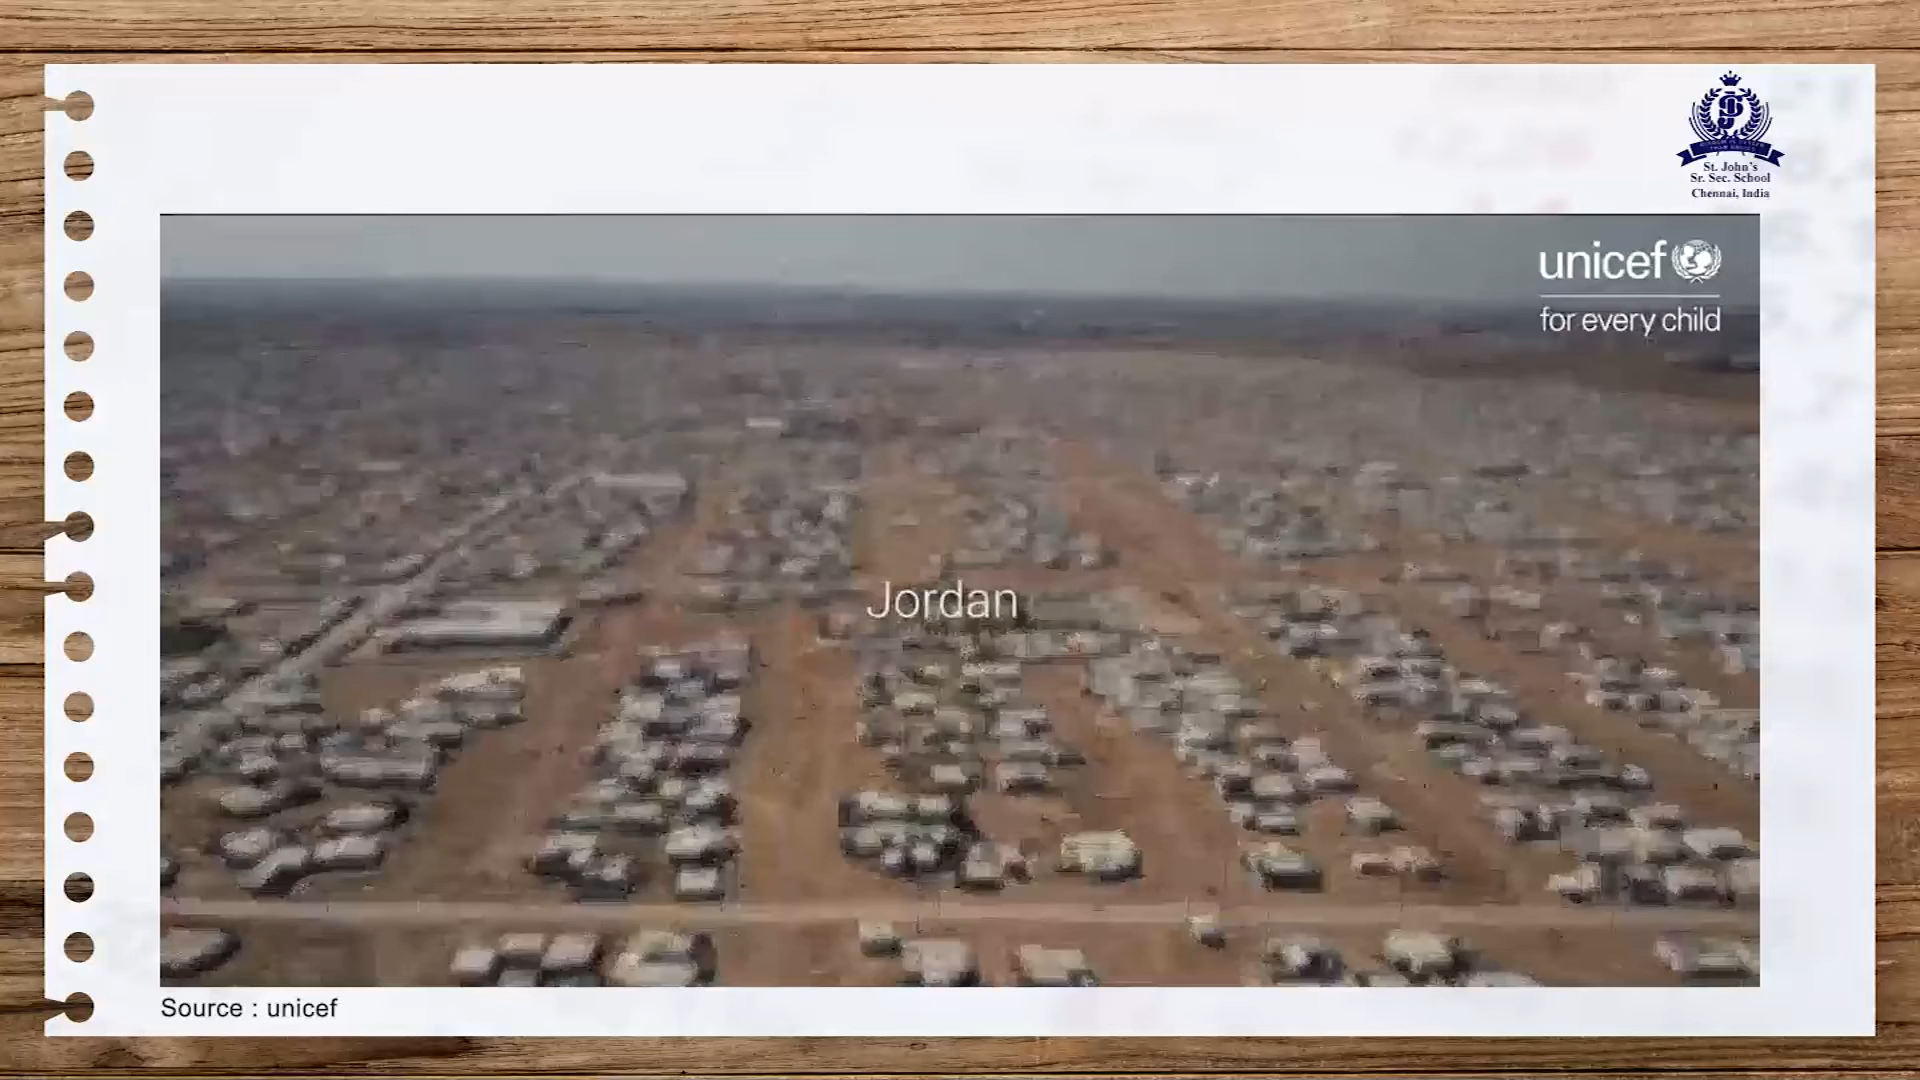 St. John's
Sr. Sec. School
Chennai, India
unicef
for every child
Jordan
Source : unicef